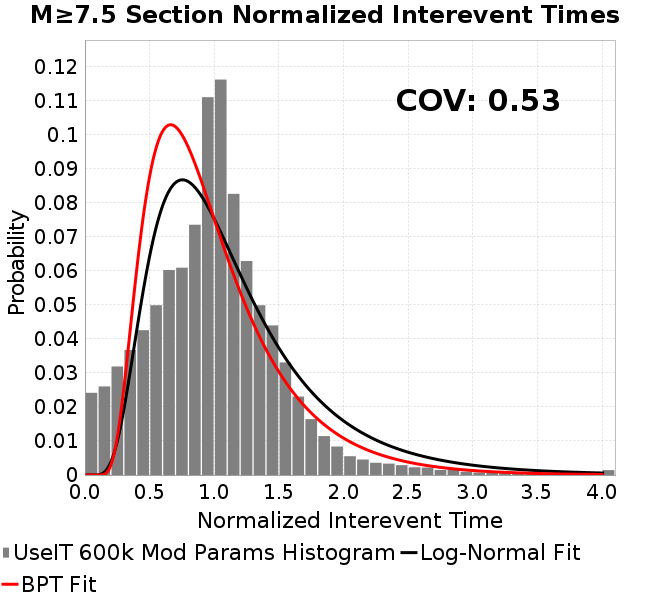 M≥7.5 Section Normalized Interevent Times
COV: 0.53
Probability
0.12
0.11
0.1
0.09
0.08
0.07
0.06
0.05
0.04
0.03
0.02
0.01
0
0.0 0.5 1.0 1.5 2.0 2.5 3.0 3.5 4.0
Normalized Interevent Time
UseIT 600k Mod Params Histogram Log-Normal Fit
BPT Fit